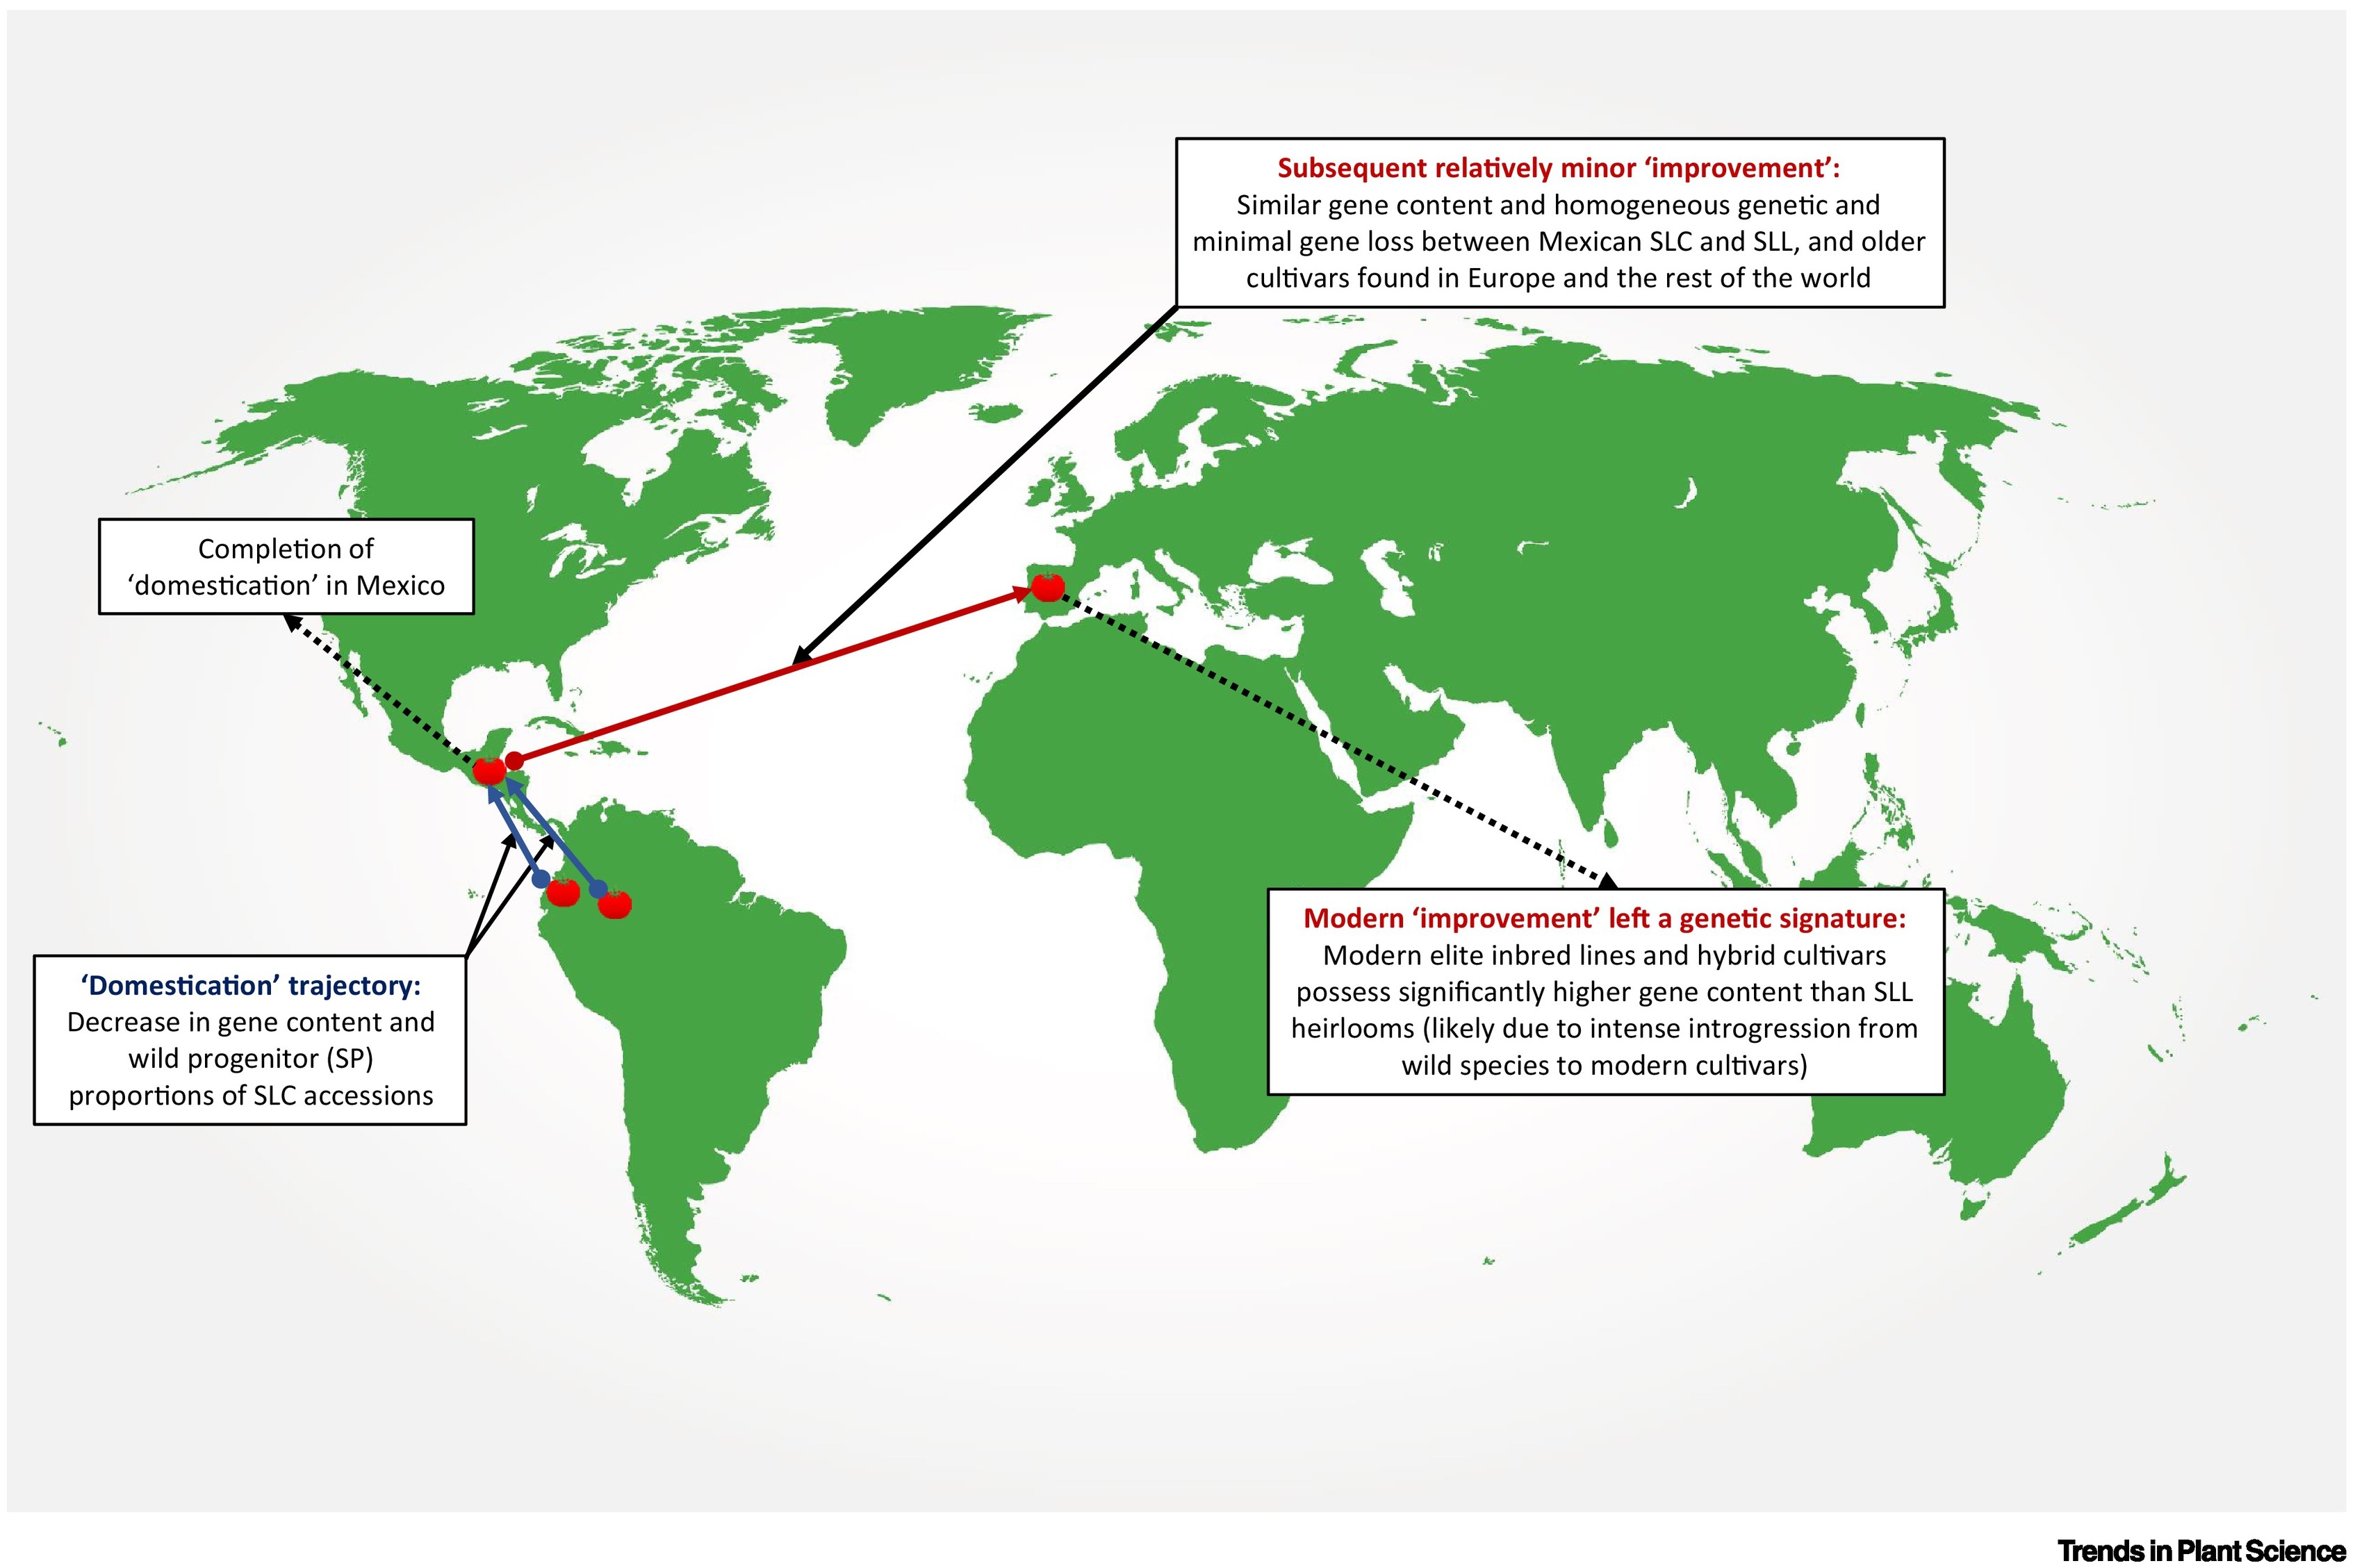 Subsequent relatively minor ‘improvement’:
Similar gene content and homogeneous genetic and
minimal gene loss between Mexican SLC and SLL, and older
cultivars found in Europe and the rest of the world
Completion of
‘domestication’ in Mexico
Modern ‘improvement’ left a genetic signature:
Modern elite inbred lines and hybrid cultivars
possess significantly higher gene content than SLL
heirlooms (likely due to intense introgression from
wild species to modern cultivars)
‘Domestication’ trajectory:
Decrease in gene content and
wild progenitor (SP)
proportions of SLC accessions
Trends in Plant Science